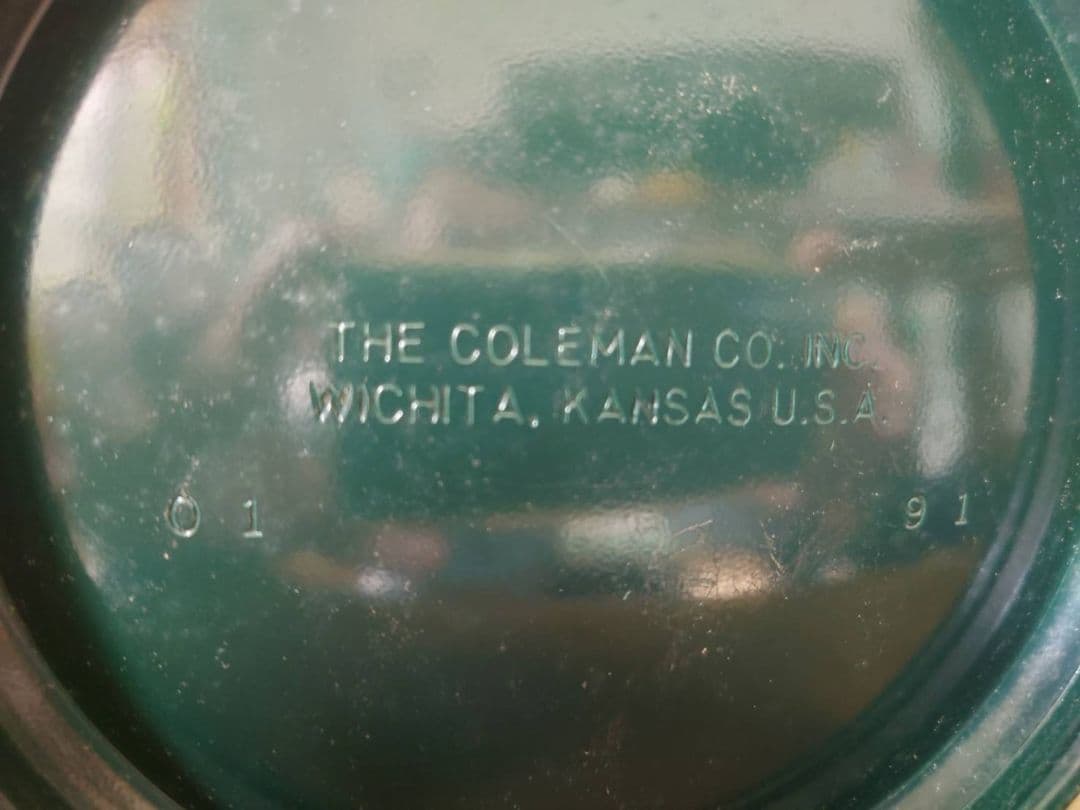 THE COLEMAN CO. INC.
WICHITA, KANSAS U.S.A.
01 91